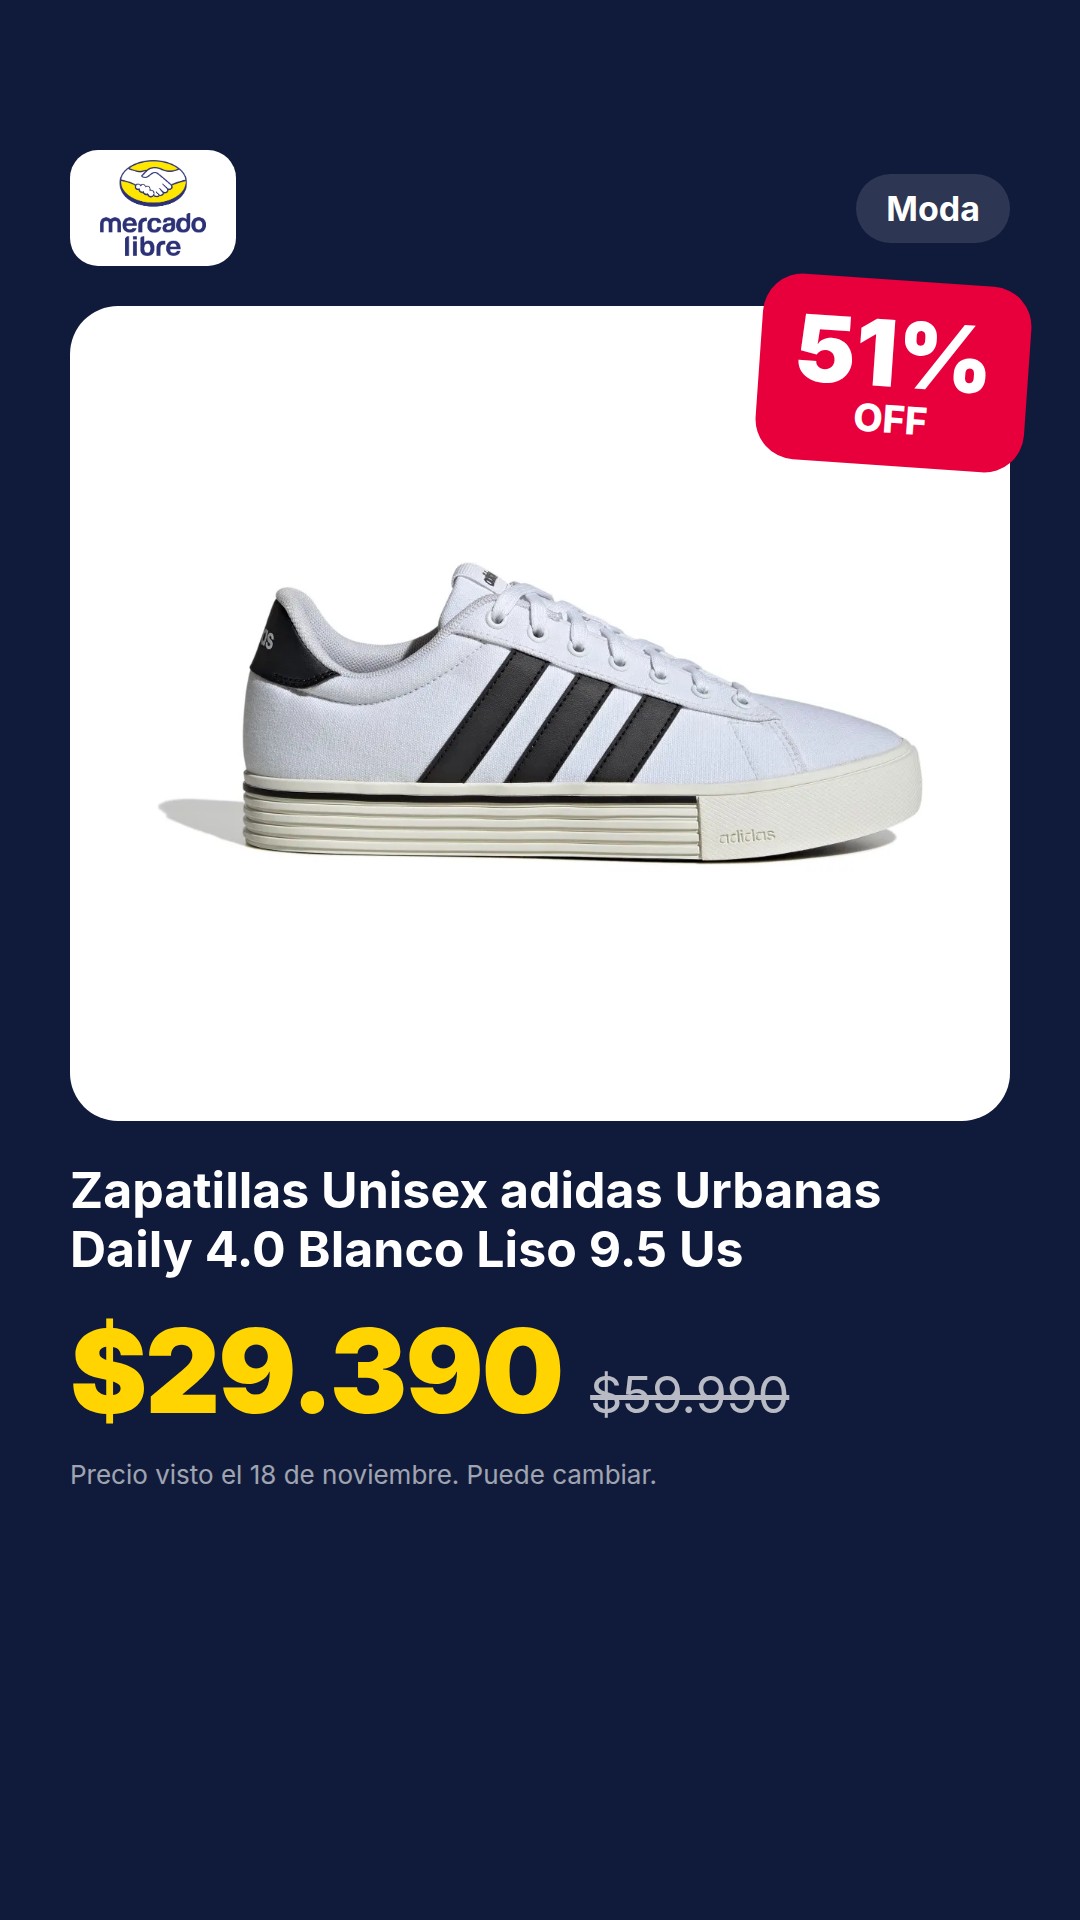 mercado
libre
Moda
51%
OFF
adidas
Zapatillas Unisex adidas Urbanas
Daily 4.0 Blanco Liso 9.5 Us
$29.390 $59.990
Precio visto el 18 de noviembre. Puede cambiar.